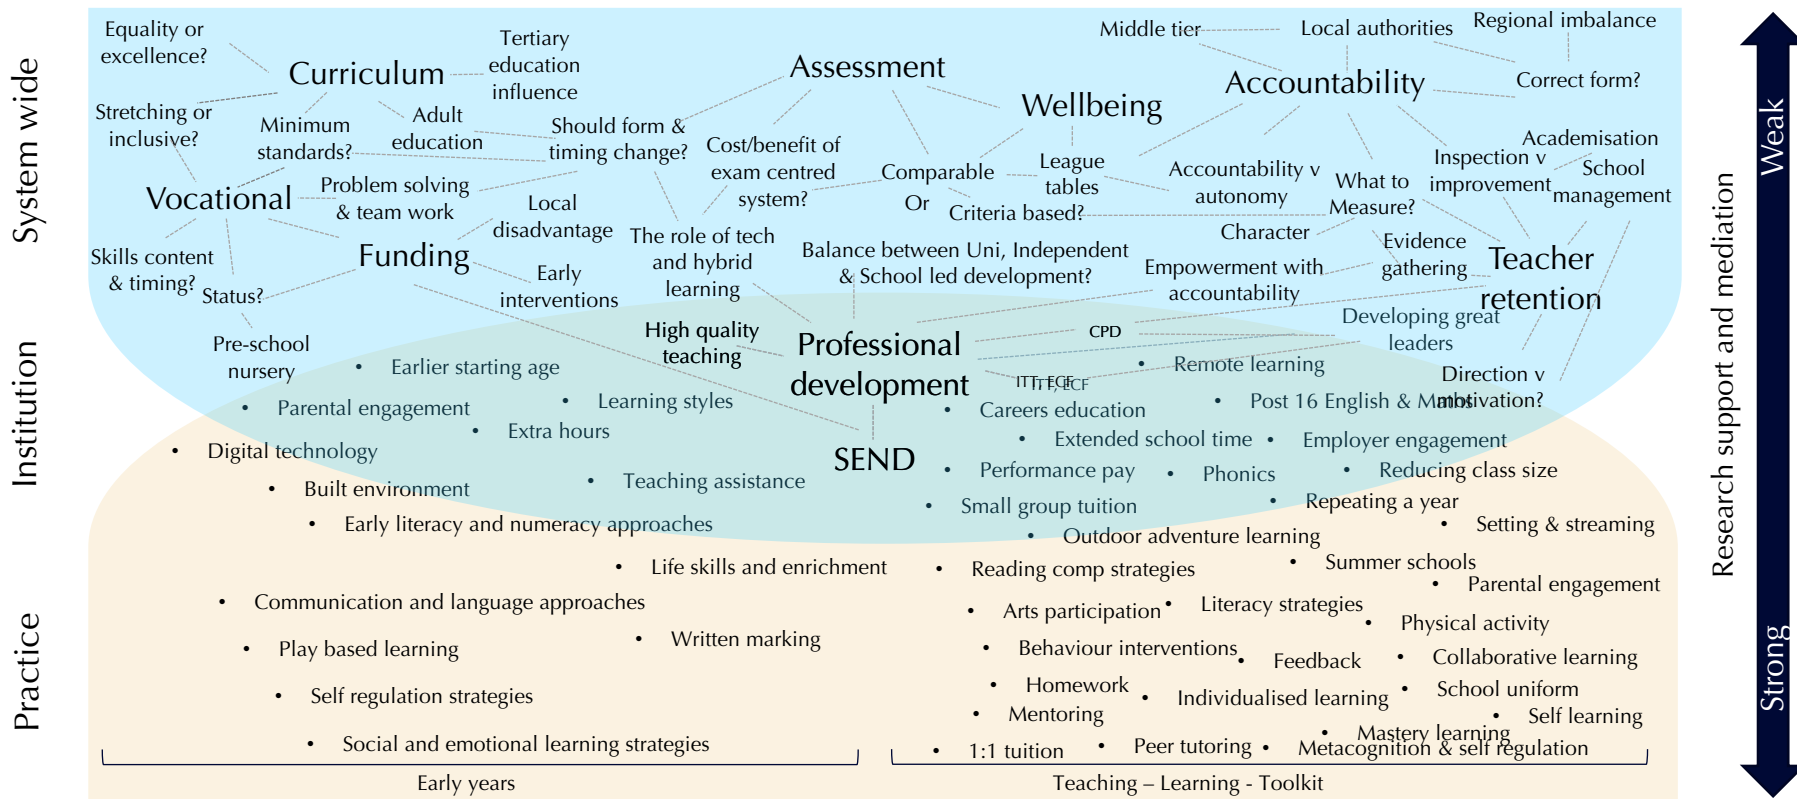 System wide
Institution
Practice
Equality or
excellence?
Curriculum
Tertiary
education
influence
Stretching or
inclusive?
Minimum
standards?
Adult
education
Should form &
timing change?
Vocational
Problem solving
& team work
Local
disadvantage
Funding
Skills content
& timing?
Status?
Early
interventions
Pre-school
nursery
Assessment
Wellbeing
Cost/benefit of
exam centred
system?
Comparable
Or
Criteria based?
League
tables
The role of tech
and hybrid
learning
Balance between Uni, Independent
& School led development?
Middle tier
Local authorities
Regional imbalance
Accountability
Correct form?
Academisation
Accountability v
autonomy
What to
Measure?
Inspection v
improvement
School
management
Character
Evidence
gathering
Empowerment with
accountability
Teacher
retention
Developing great
leaders
Direction v
motivation?
High quality
teaching
Professional
development
CPD
ITT, ECF
ITT, ECF
SEND
• Earlier starting age
• Parental engagement
• Learning styles
• Extra hours
• Digital technology
• Teaching assistance
• Built environment
• Early literacy and numeracy approaches
• Remote learning
• Careers education
• Post 16 English & Maths
• Extended school time
• Employer engagement
• Performance pay
• Phonics
• Reducing class size
• Small group tuition
• Repeating a year
• Setting & streaming
• Outdoor adventure learning
• Life skills and enrichment
• Communication and language approaches
• Written marking
• Play based learning
• Self regulation strategies
• Social and emotional learning strategies
• Reading comp strategies
• Summer schools
• Parental engagement
• Arts participation
• Literacy strategies
• Physical activity
• Behaviour interventions
• Feedback
• Collaborative learning
• Homework
• Individualised learning
• School uniform
• Mentoring
• Self learning
• Mastery learning
• 1:1 tuition
• Peer tutoring
• Metacognition & self regulation
Early years
Teaching – Learning - Toolkit
Research support and mediation
Weak
Strong